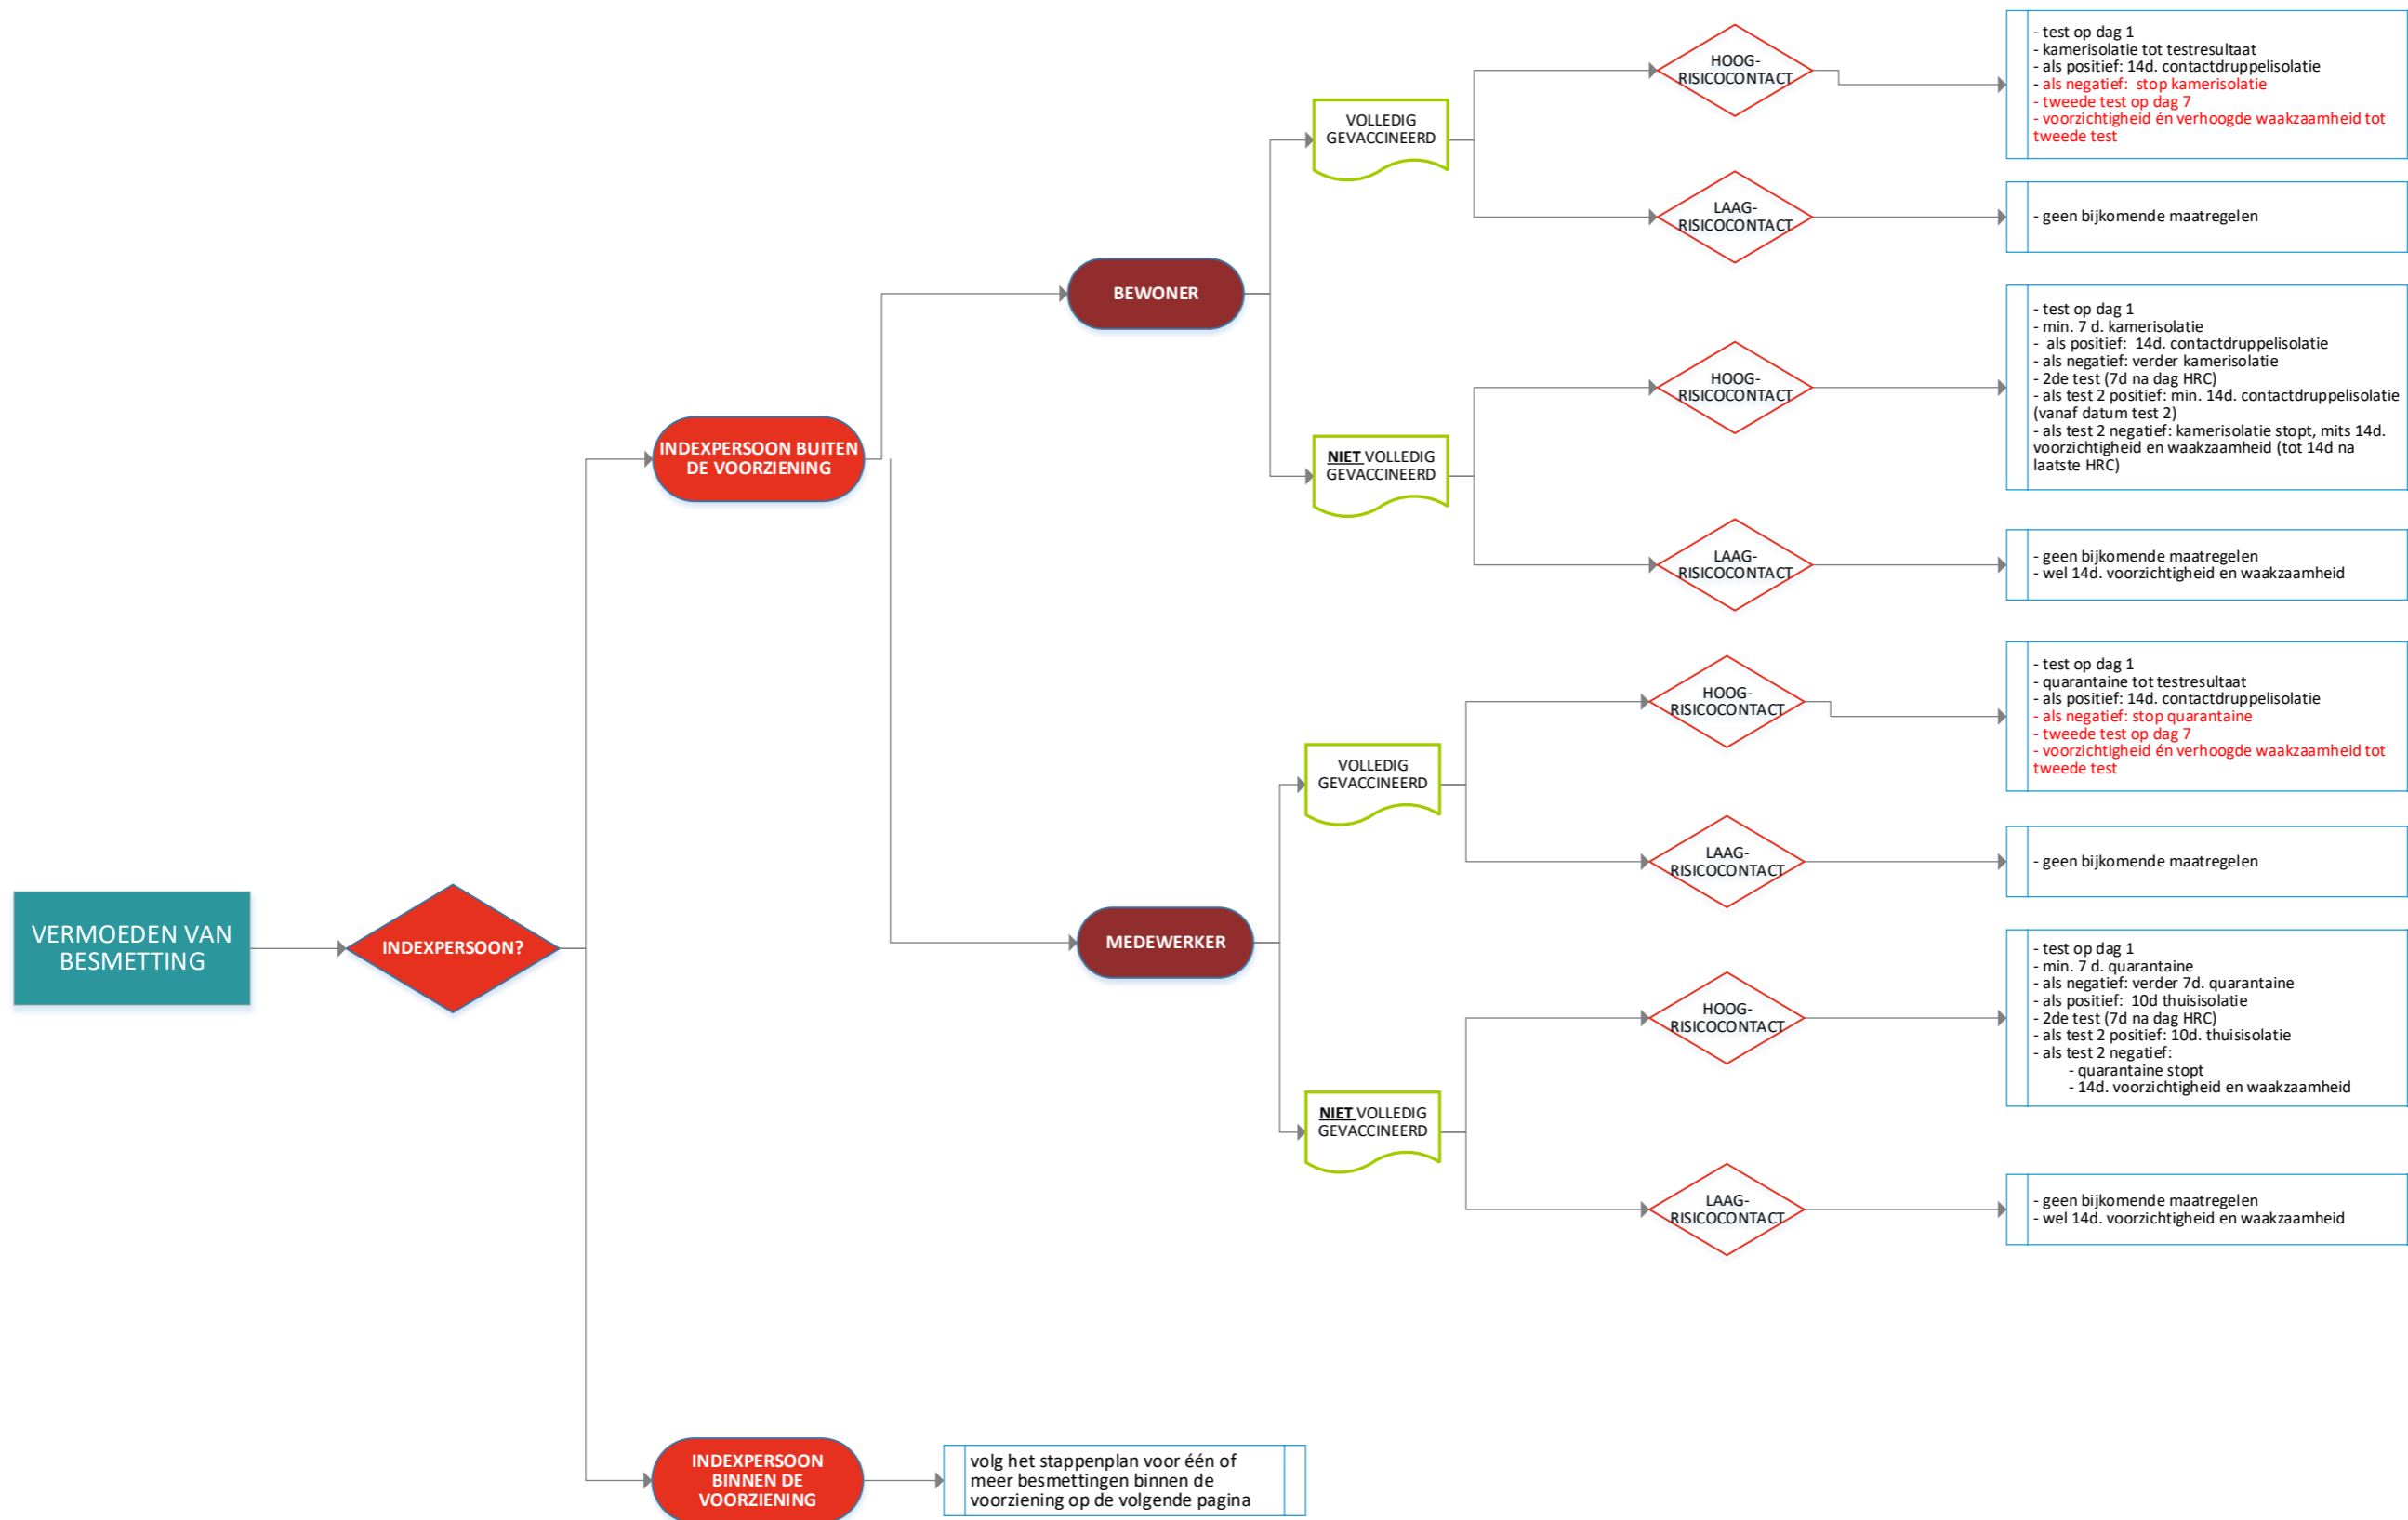 VERMOEDEN VAN
BESMETTING
INDEXPERSOON?
INDEXPERSOON BUITEN
DE VOORZIENING
BEWONER
VOLLEDIG
GEVACCINEERD
HOOG-
RISICOCONTACT
- test op dag 1
- kamerisolatie tot testresultaat
- als positief: 14d. contactdruppelisolatie
- als negatief:  stop kamerisolatie
- tweede test op dag 7
- voorzichtigheid én verhoogde waakzaamheid tot
tweede test
LAAG-
RISICOCONTACT
- geen bijkomende maatregelen
NIET VOLLEDIG
GEVACCINEERD
HOOG-
RISICOCONTACT
- test op dag 1
- min. 7 d. kamerisolatie
-  als positief:  14d. contactdruppelisolatie
- als negatief: verder kamerisolatie
- 2de test (7d na dag HRC)
- als test 2 positief: min. 14d. contactdruppelisolatie
(vanaf datum test 2)
- als test 2 negatief: kamerisolatie stopt, mits 14d.
voorzichtigheid en waakzaamheid (tot 14d na
laatste HRC)
LAAG-
RISICOCONTACT
- geen bijkomende maatregelen
- wel 14d. voorzichtigheid en waakzaamheid
MEDEWERKER
VOLLEDIG
GEVACCINEERD
HOOG-
RISICOCONTACT
- test op dag 1
- quarantaine tot testresultaat
- als positief: 14d. contactdruppelisolatie
- als negatief: stop quarantaine
- tweede test op dag 7
- voorzichtigheid én verhoogde waakzaamheid tot
tweede test
LAAG-
RISICOCONTACT
- geen bijkomende maatregelen
NIET VOLLEDIG
GEVACCINEERD
HOOG-
RISICOCONTACT
- test op dag 1
- min. 7 d. quarantaine
- als negatief: verder 7d. quarantaine
- als positief:  10d thuisisolatie
- 2de test (7d na dag HRC)
- als test 2 positief: 10d. thuisisolatie
- als test 2 negatief:
- quarantaine stopt
- 14d. voorzichtigheid en waakzaamheid
LAAG-
RISICOCONTACT
- geen bijkomende maatregelen
- wel 14d. voorzichtigheid en waakzaamheid
INDEXPERSOON
BINNEN DE
VOORZIENING
volg het stappenplan voor één of
meer besmettingen binnen de
voorziening op de volgende pagina